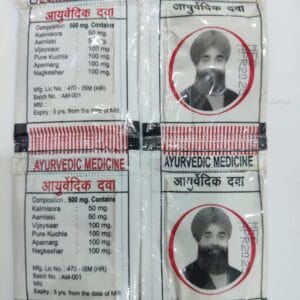 आयुर्वेदिक दवा
Composition : 500 mg. Contains
Kalmisora : 50 mg.
Aamlaki : 50 mg.
Vijaysaar : 100 mg.
Pure Kuchla : 100 mg.
Apamarg : 100 mg.
Nagkeshar : 100 mg.
Mfg. Lic No. : 470 - ISM (HR)
Batch No. : AM-001
Mfd. :
Expiry : 3 yrs. from the date of Mfd.
आयुर्वेदिक दवा
AYURVEDIC MEDICINE
आयुर्वेदिक दवा
Composition : 500 mg. Contains
Kalmisora : 50 mg.
Aamlaki : 50 mg.
Vijaysaar : 100 mg.
Pure Kuchla : 100 mg.
Apamarg : 100 mg.
Nagkeshar : 100 mg.
Mfg. Lic No. : 470 - ISM (HR)
Batch No. : AM-001
Mfd. :
Expiry : 3 yrs. from the date of Mfd.
AYURVEDIC MEDICINE
आयुर्वेदिक दवा